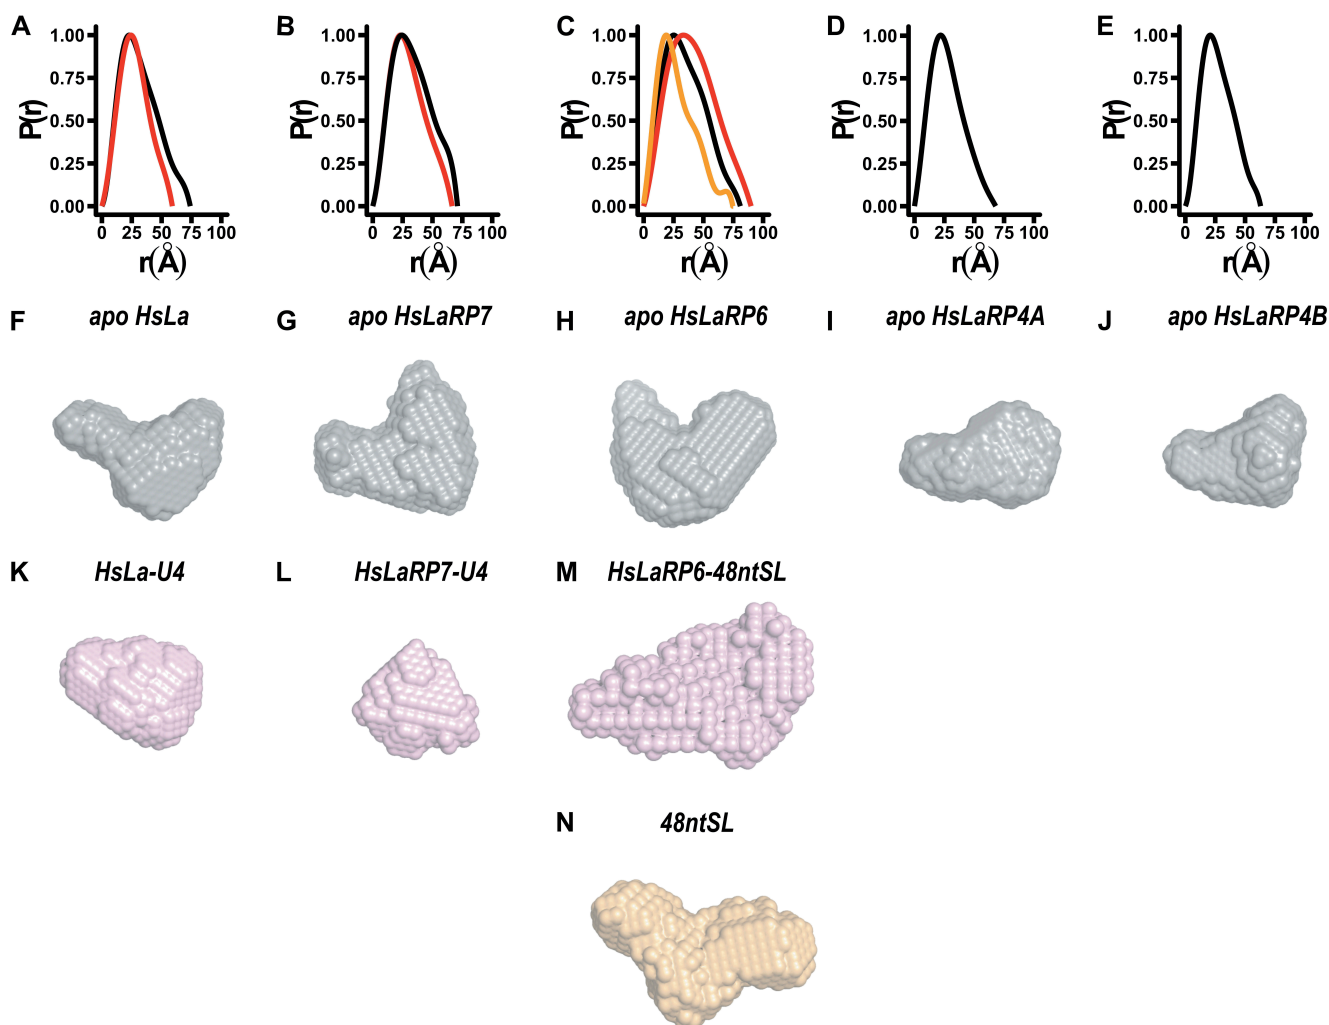 A
B
C
D
E
1.00
0.75
0.50
0.25
0.00
P(r)
0 25 50 75 100
r(Å)
1.00
0.75
0.50
0.25
0.00
P(r)
0 25 50 75 100
r(Å)
1.00
0.75
0.50
0.25
0.00
P(r)
0 25 50 75 100
r(Å)
1.00
0.75
0.50
0.25
0.00
P(r)
0 25 50 75 100
r(Å)
1.00
0.75
0.50
0.25
0.00
P(r)
0 25 50 75 100
r(Å)
F apo HsLa
G apo HsLaRP7
H apo HsLaRP6
I apo HsLaRP4A
J apo HsLaRP4B
K HsLa-U4
L HsLaRP7-U4
M HsLaRP6-48ntSL
N 48ntSL